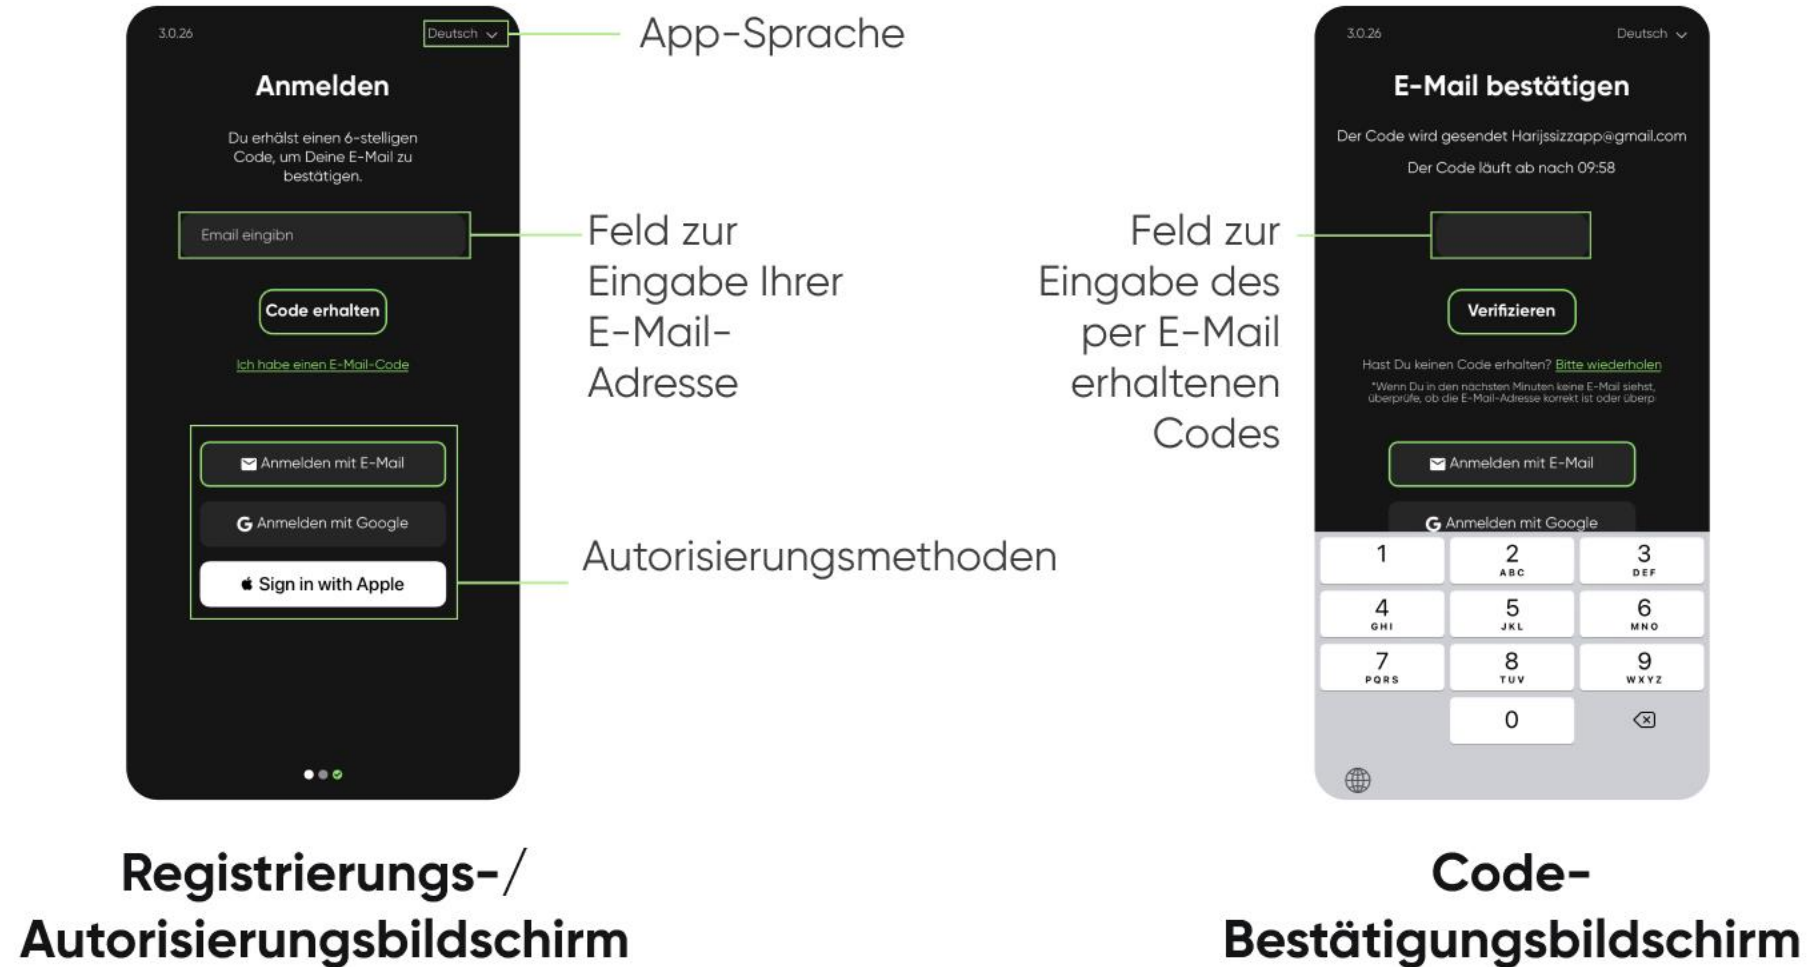 3.0.26
Deutsch
App-Sprache
Anmelden
Du erhälst einen 6-stelligen
Code, um Deine E-Mail zu
bestätigen.
Email eingibn
Feld zur
Eingabe Ihrer
E-Mail-
Adresse
Code erhalten
Ich habe einen E-Mail-Code
Anmelden mit E-Mail
Anmelden mit Google
Sign in with Apple
Autorisierungsmethoden
Registrierungs-/
Autorisierungsbildschirm
3.0.26
Deutsch
E-Mail bestätigen
Der Code wird gesendet Harijssizzapp@gmail.com
Der Code läuft ab nach 09:58
Feld zur
Eingabe des
per E-Mail
erhaltenen
Codes
Verifizieren
Hast Du keinen Code erhalten? Bitte wiederholen
*Wenn Du in den nächsten Minuten keine E-Mail siehst,
überprüfe, ob die E-Mail-Adresse korrekt ist oder überp
Anmelden mit E-Mail
Anmelden mit Google
1 2 3
ABC DEF
4 5 6
GHI JKL MNO
7 8 9
PQRS TUV WXYZ
0
Code-
Bestätigungsbildschirm